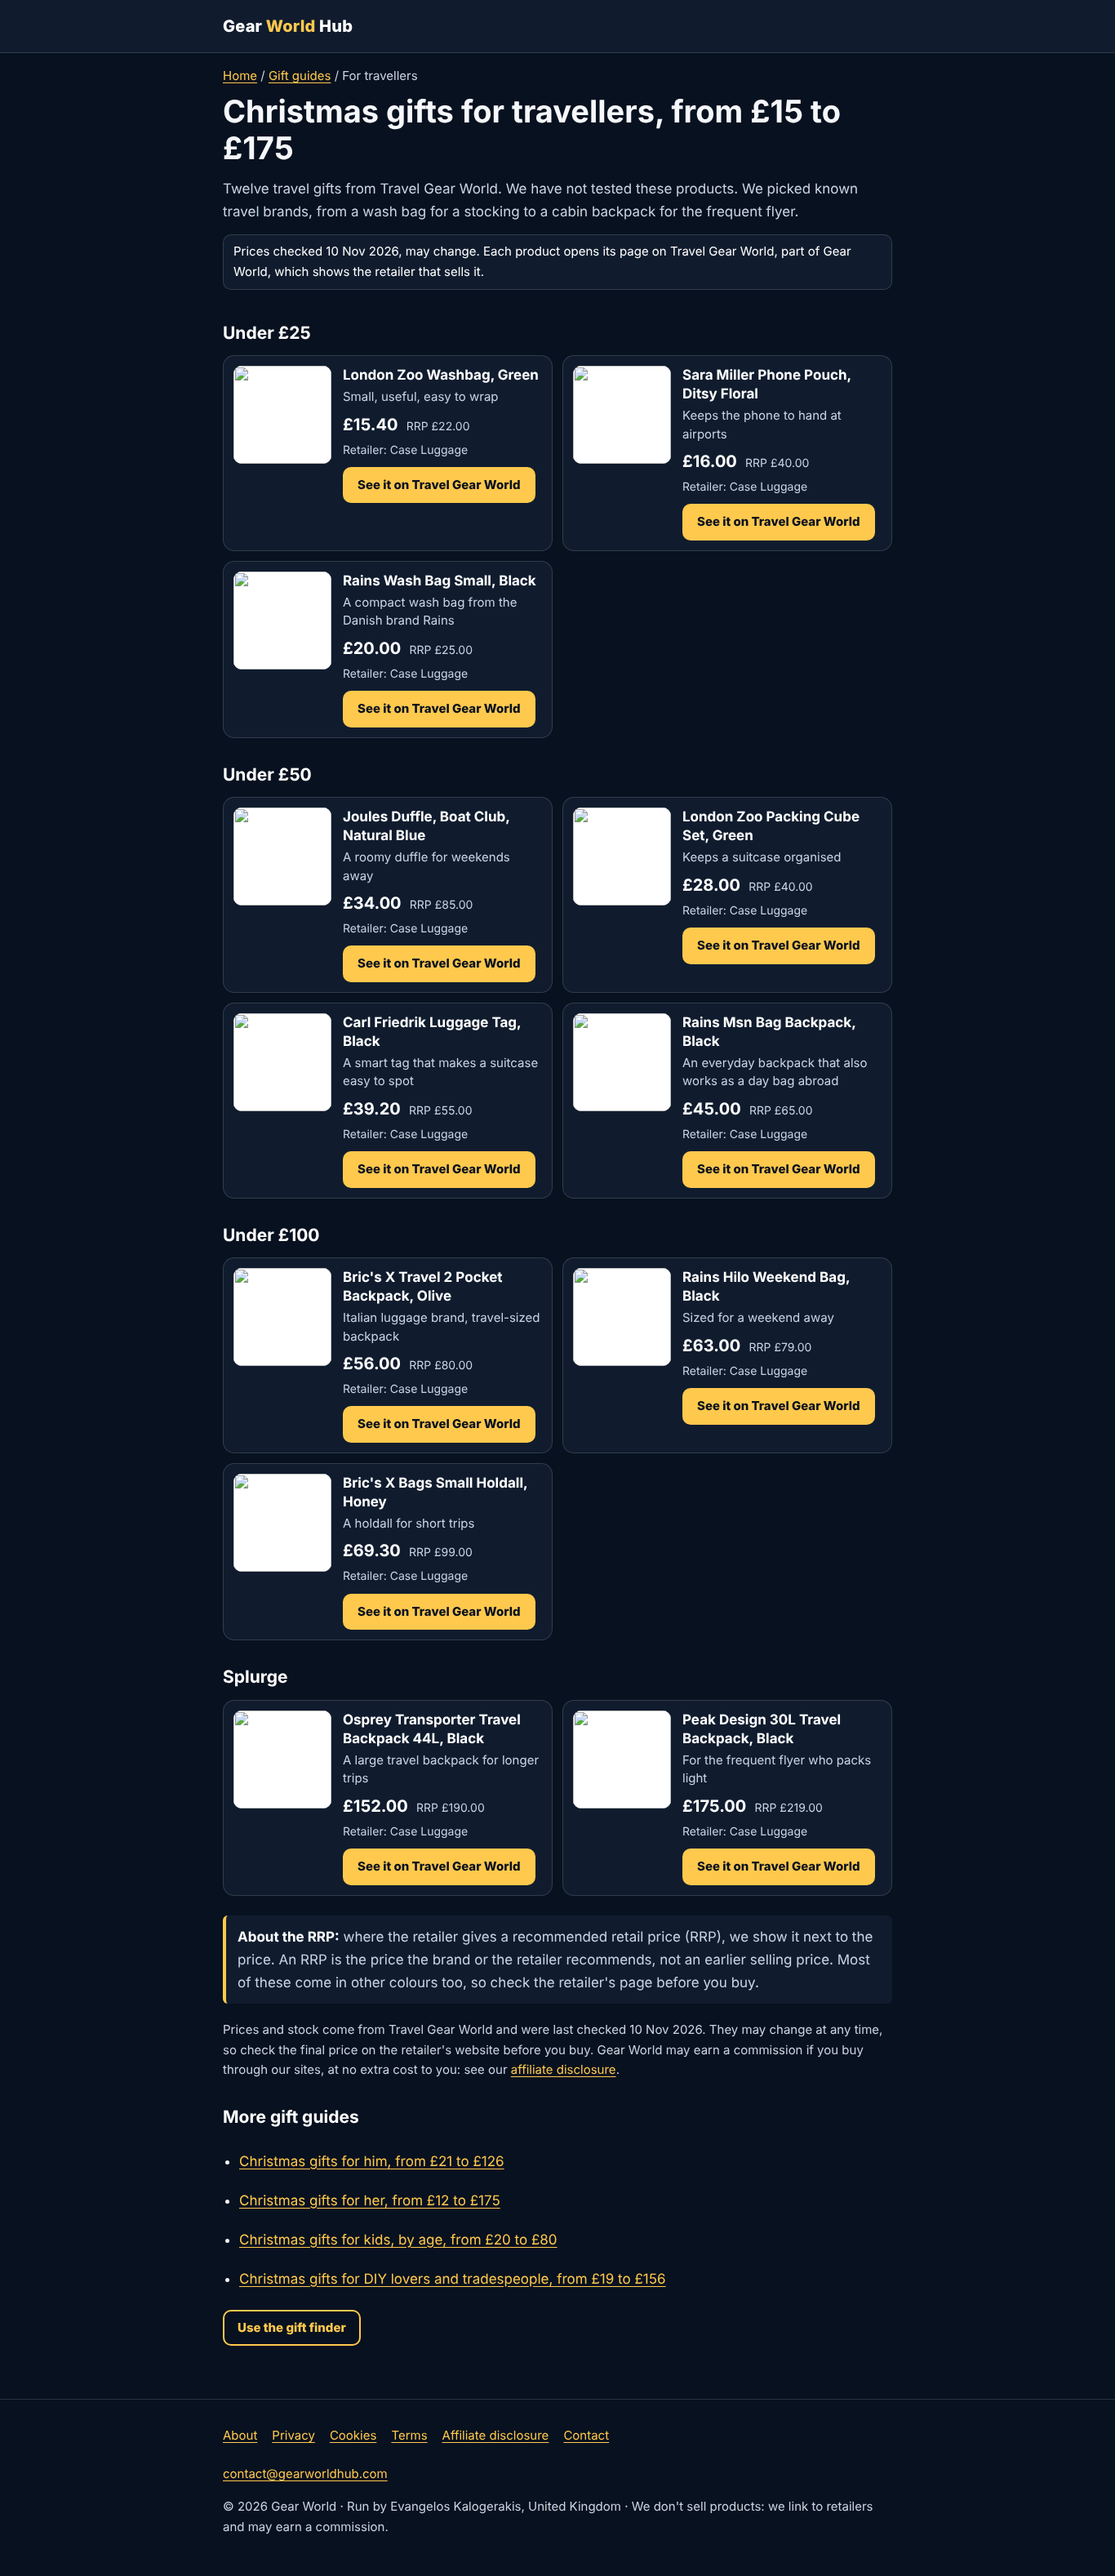 Gear World Hub
Home / Gift guides / For travellers
Christmas gifts for travellers, from £15 to
£175
Twelve travel gifts from Travel Gear World. We have not tested these products. We picked known
travel brands, from a wash bag for a stocking to a cabin backpack for the frequent flyer.
Prices checked 10 Nov 2026, may change. Each product opens its page on Travel Gear World, part of Gear
World, which shows the retailer that sells it.
Under £25
London Zoo Washbag, Green
Small, useful, easy to wrap
£15.40 RRP £22.00
Retailer: Case Luggage
See it on Travel Gear World
Sara Miller Phone Pouch,
Ditsy Floral
Keeps the phone to hand at
airports
£16.00 RRP £40.00
Retailer: Case Luggage
See it on Travel Gear World
Rains Wash Bag Small, Black
A compact wash bag from the
Danish brand Rains
£20.00 RRP £25.00
Retailer: Case Luggage
See it on Travel Gear World
Under £50
Joules Duffle, Boat Club,
Natural Blue
A roomy duffle for weekends
away
£34.00 RRP £85.00
Retailer: Case Luggage
See it on Travel Gear World
London Zoo Packing Cube
Set, Green
Keeps a suitcase organised
£28.00 RRP £40.00
Retailer: Case Luggage
See it on Travel Gear World
Carl Friedrik Luggage Tag,
Black
A smart tag that makes a suitcase
easy to spot
£39.20 RRP £55.00
Retailer: Case Luggage
See it on Travel Gear World
Rains Msn Bag Backpack,
Black
An everyday backpack that also
works as a day bag abroad
£45.00 RRP £65.00
Retailer: Case Luggage
See it on Travel Gear World
Under £100
Bric's X Travel 2 Pocket
Backpack, Olive
Italian luggage brand, travel-sized
backpack
£56.00 RRP £80.00
Retailer: Case Luggage
See it on Travel Gear World
Rains Hilo Weekend Bag,
Black
Sized for a weekend away
£63.00 RRP £79.00
Retailer: Case Luggage
See it on Travel Gear World
Bric's X Bags Small Holdall,
Honey
A holdall for short trips
£69.30 RRP £99.00
Retailer: Case Luggage
See it on Travel Gear World
Splurge
Osprey Transporter Travel
Backpack 44L, Black
A large travel backpack for longer
trips
£152.00 RRP £190.00
Retailer: Case Luggage
See it on Travel Gear World
Peak Design 30L Travel
Backpack, Black
For the frequent flyer who packs
light
£175.00 RRP £219.00
Retailer: Case Luggage
See it on Travel Gear World
About the RRP: where the retailer gives a recommended retail price (RRP), we show it next to the
price. An RRP is the price the brand or the retailer recommends, not an earlier selling price. Most
of these come in other colours too, so check the retailer's page before you buy.
Prices and stock come from Travel Gear World and were last checked 10 Nov 2026. They may change at any time,
so check the final price on the retailer's website before you buy. Gear World may earn a commission if you buy
through our sites, at no extra cost to you: see our affiliate disclosure.
More gift guides
• Christmas gifts for him, from £21 to £126
• Christmas gifts for her, from £12 to £175
• Christmas gifts for kids, by age, from £20 to £80
• Christmas gifts for DIY lovers and tradespeople, from £19 to £156
Use the gift finder
About Privacy Cookies Terms Affiliate disclosure Contact
contact@gearworldhub.com
© 2026 Gear World · Run by Evangelos Kalogerakis, United Kingdom · We don't sell products: we link to retailers
and may earn a commission.